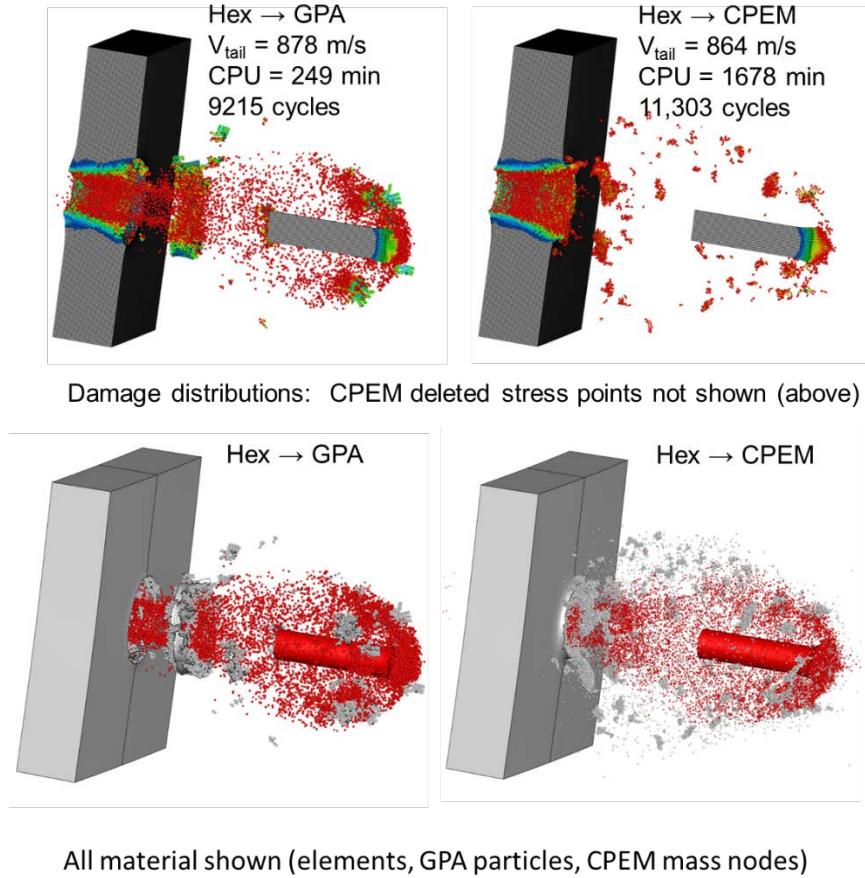 Hex → GPA
V_tail = 878 m/s
CPU = 249 min
9215 cycles
Hex → CPEM
V_tail = 864 m/s
CPU = 1678 min
11,303 cycles
Damage distributions: CPEM deleted stress points not shown (above)
Hex → GPA
Hex → CPEM
All material shown (elements, GPA particles, CPEM mass nodes)